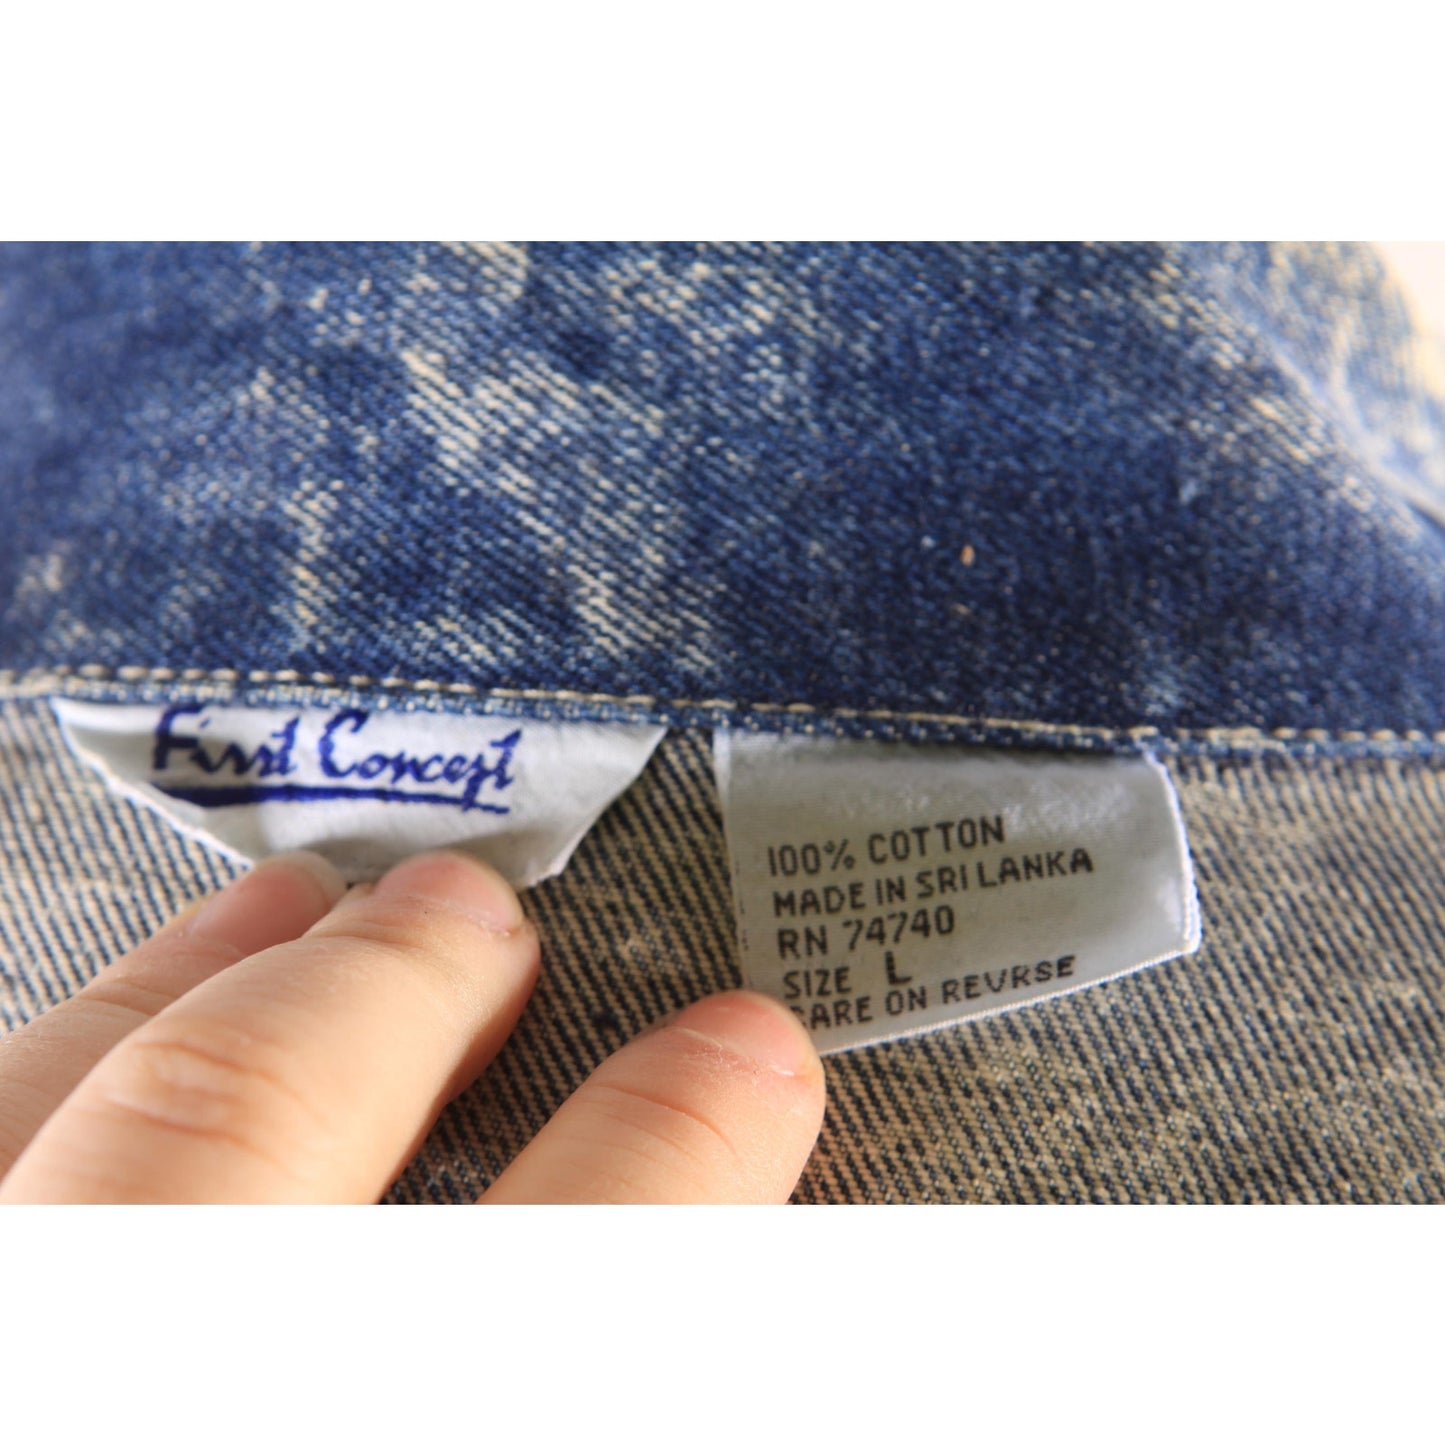 First Concept
100% COTTON
MADE IN SRI LANKA
RN 74740
SIZE L
CARE ON REVRSE